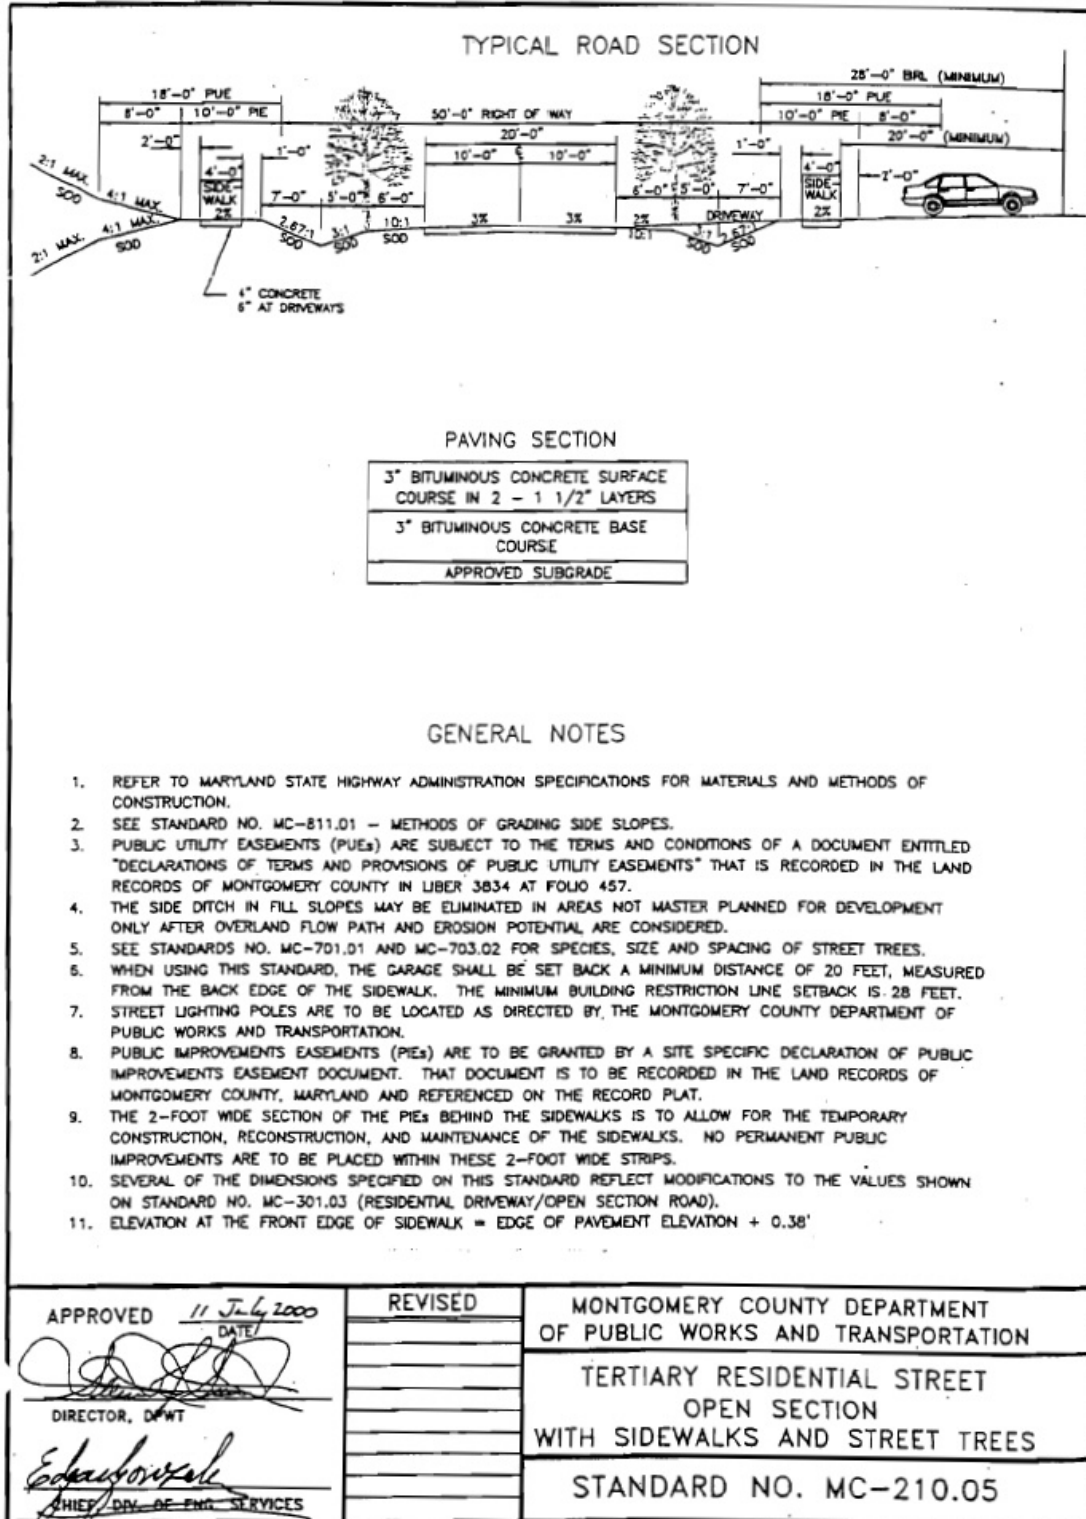 TYPICAL ROAD SECTION
28'-0" BRL (MINIMUM)
18'-0" PUE
18'-0" PUE
8'-0" 10'-0" PIE
50'-0" RIGHT OF WAY
10'-0" PIE 8'-0"
2'-0"
1'-0"
20'-0"
1'-0"
20'-0" (MINIMUM)
10'-0" 10'-0"
4'-0"
4'-0"
2'-0"
2:1 MAX.
SOD
4:1 MAX.
SIDE-
WALK
2%
7'-0" 5'-0" 6'-0"
6'-0" 5'-0" 7'-0"
SIDE-
WALK
2%
2:1 MAX.
4:1 MAX.
SOD
2.67:1
SOD
3:1
SOD
10:1
SOD
3% 3%
2%
10:1
DRIVEWAY
3:1
SOD
2.67:1
4" CONCRETE
6" AT DRIVEWAYS
PAVING SECTION
3" BITUMINOUS CONCRETE SURFACE
COURSE IN 2 - 1 1/2" LAYERS
3" BITUMINOUS CONCRETE BASE
COURSE
APPROVED SUBGRADE
GENERAL NOTES
1. REFER TO MARYLAND STATE HIGHWAY ADMINISTRATION SPECIFICATIONS FOR MATERIALS AND METHODS OF
CONSTRUCTION.
2. SEE STANDARD NO. MC-811.01 - METHODS OF GRADING SIDE SLOPES.
3. PUBLIC UTILITY EASEMENTS (PUEs) ARE SUBJECT TO THE TERMS AND CONDITIONS OF A DOCUMENT ENTITLED
"DECLARATIONS OF TERMS AND PROVISIONS OF PUBLIC UTILITY EASEMENTS" THAT IS RECORDED IN THE LAND
RECORDS OF MONTGOMERY COUNTY IN LIBER 3834 AT FOLIO 457.
4. THE SIDE DITCH IN FILL SLOPES MAY BE ELIMINATED IN AREAS NOT MASTER PLANNED FOR DEVELOPMENT
ONLY AFTER OVERLAND FLOW PATH AND EROSION POTENTIAL ARE CONSIDERED.
5. SEE STANDARDS NO. MC-701.01 AND MC-703.02 FOR SPECIES, SIZE AND SPACING OF STREET TREES.
6. WHEN USING THIS STANDARD, THE GARAGE SHALL BE SET BACK A MINIMUM DISTANCE OF 20 FEET, MEASURED
FROM THE BACK EDGE OF THE SIDEWALK. THE MINIMUM BUILDING RESTRICTION LINE SETBACK IS 28 FEET.
7. STREET LIGHTING POLES ARE TO BE LOCATED AS DIRECTED BY THE MONTGOMERY COUNTY DEPARTMENT OF
PUBLIC WORKS AND TRANSPORTATION.
8. PUBLIC IMPROVEMENTS EASEMENTS (PIEs) ARE TO BE GRANTED BY A SITE SPECIFIC DECLARATION OF PUBLIC
IMPROVEMENTS EASEMENT DOCUMENT. THAT DOCUMENT IS TO BE RECORDED IN THE LAND RECORDS OF
MONTGOMERY COUNTY, MARYLAND AND REFERENCED ON THE RECORD PLAT.
9. THE 2-FOOT WIDE SECTION OF THE PIEs BEHIND THE SIDEWALKS IS TO ALLOW FOR THE TEMPORARY
CONSTRUCTION, RECONSTRUCTION, AND MAINTENANCE OF THE SIDEWALKS. NO PERMANENT PUBLIC
IMPROVEMENTS ARE TO BE PLACED WITHIN THESE 2-FOOT WIDE STRIPS.
10. SEVERAL OF THE DIMENSIONS SPECIFIED ON THIS STANDARD REFLECT MODIFICATIONS TO THE VALUES SHOWN
ON STANDARD NO. MC-301.03 (RESIDENTIAL DRIVEWAY/OPEN SECTION ROAD).
11. ELEVATION AT THE FRONT EDGE OF SIDEWALK = EDGE OF PAVEMENT ELEVATION + 0.38'
APPROVED 11 July 2000
DATE
DIRECTOR, DPWT
CHIEF, DIV. OF ENG. SERVICES
REVISED
MONTGOMERY COUNTY DEPARTMENT
OF PUBLIC WORKS AND TRANSPORTATION
TERTIARY RESIDENTIAL STREET
OPEN SECTION
WITH SIDEWALKS AND STREET TREES
STANDARD NO. MC-210.05